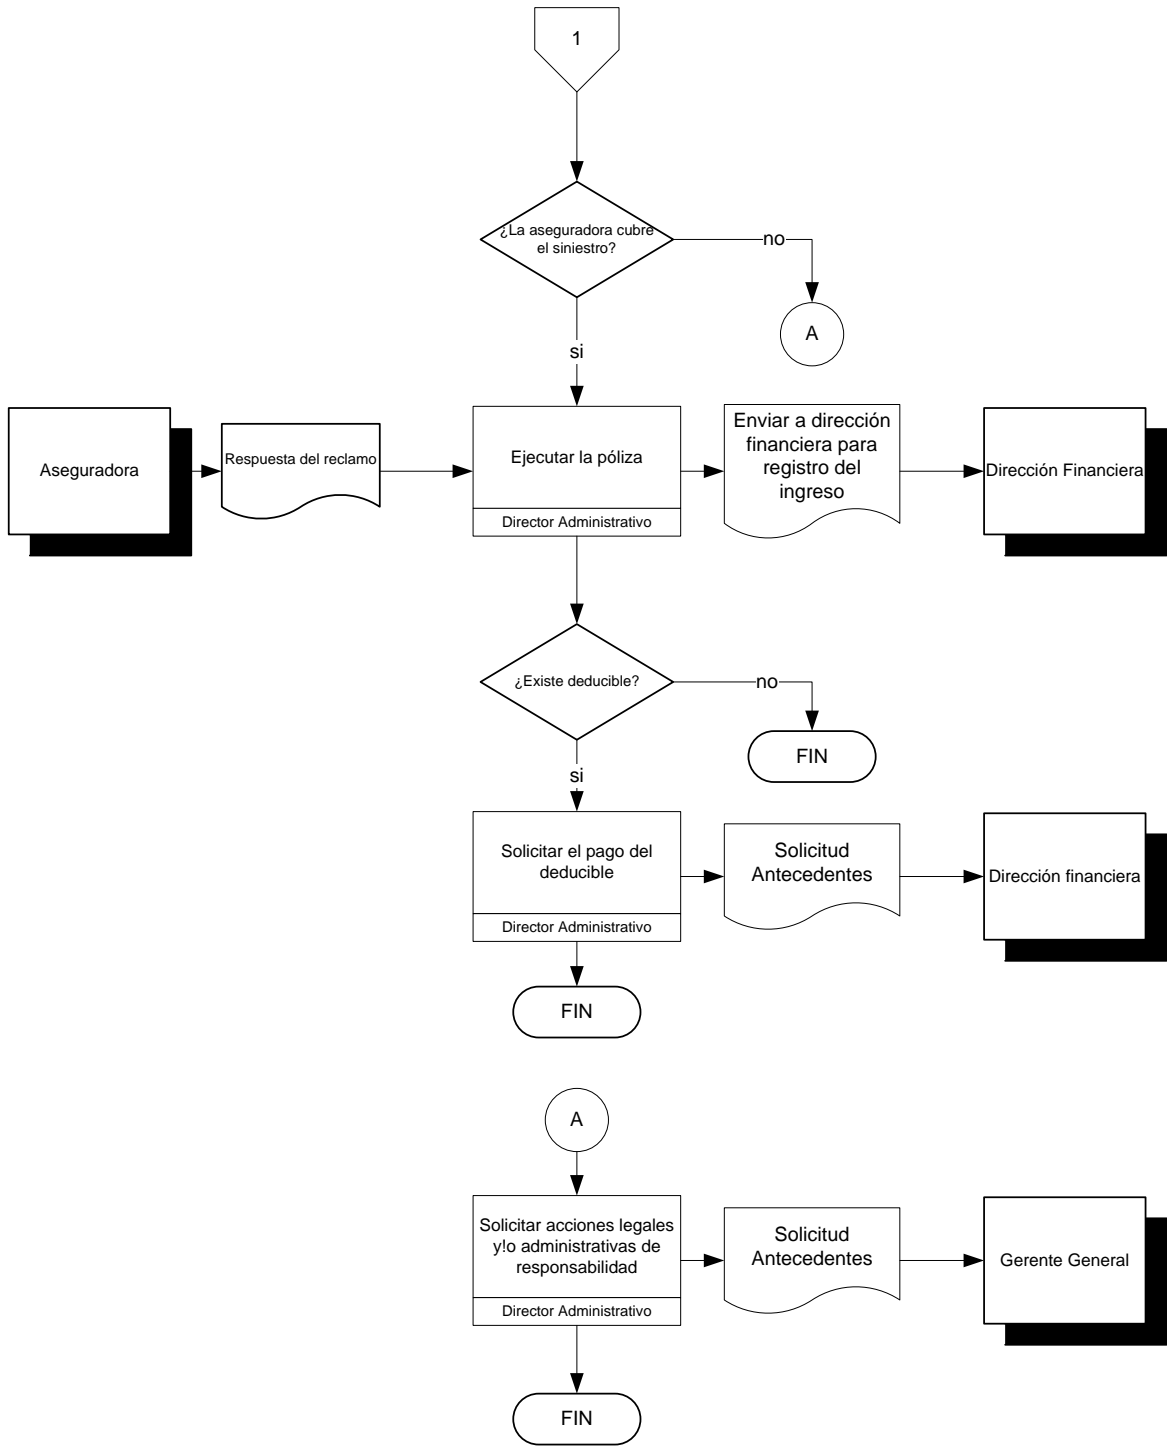 1
¿La aseguradora cubre
el siniestro?
no
A
si
Aseguradora
Respuesta del reclamo
Ejecutar la póliza
Director Administrativo
Enviar a dirección
financiera para
registro del
ingreso
Dirección Financiera
¿Existe deducible?
no
FIN
si
Solicitar el pago del
deducible
Director Administrativo
Solicitud
Antecedentes
Dirección financiera
FIN
A
Solicitar acciones legales
y!o administrativas de
responsabilidad
Director Administrativo
Solicitud
Antecedentes
Gerente General
FIN